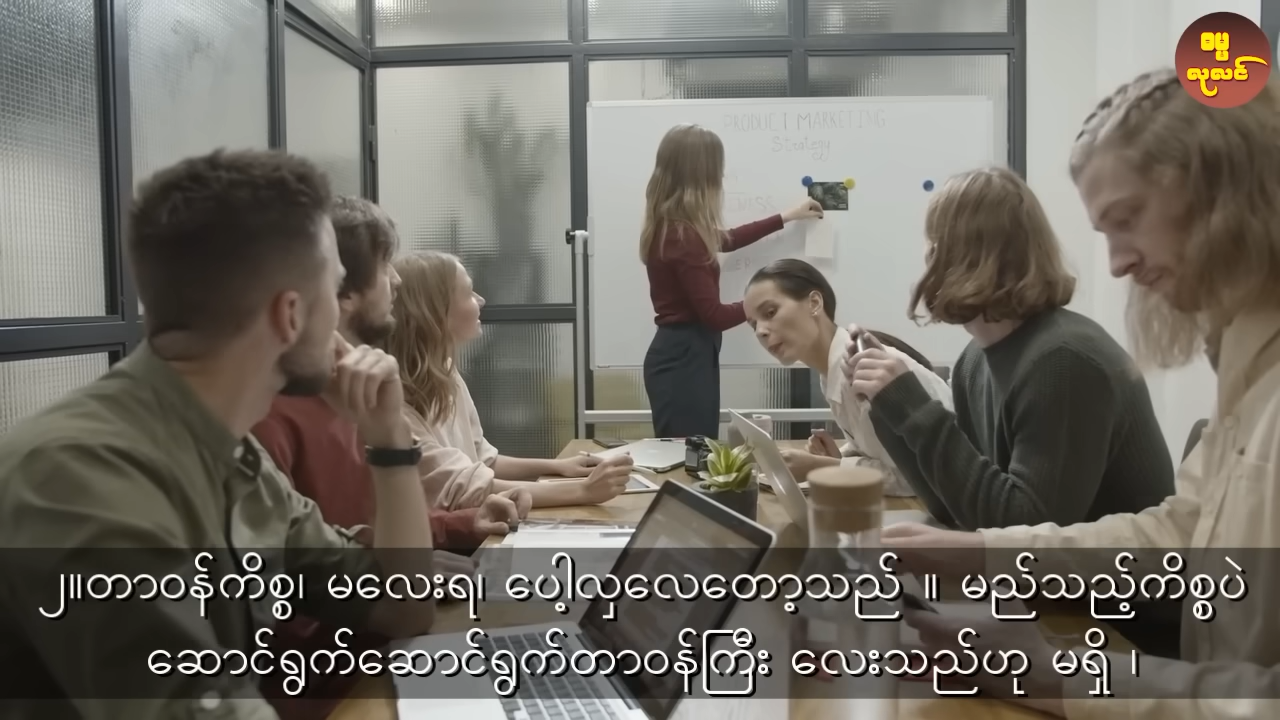 ဓမ္မ
လုလင်
PRODUCT MARKETING
Strategy
၂။တာဝန်ကိစ္စ၊ မလေးရ၊ ပေါ့လှလေတော့သည် ။ မည်သည့်ကိစ္စပဲ
ဆောင်ရွက်ဆောင်ရွက်တာဝန်ကြီး လေးသည်ဟု မရှိ ၊